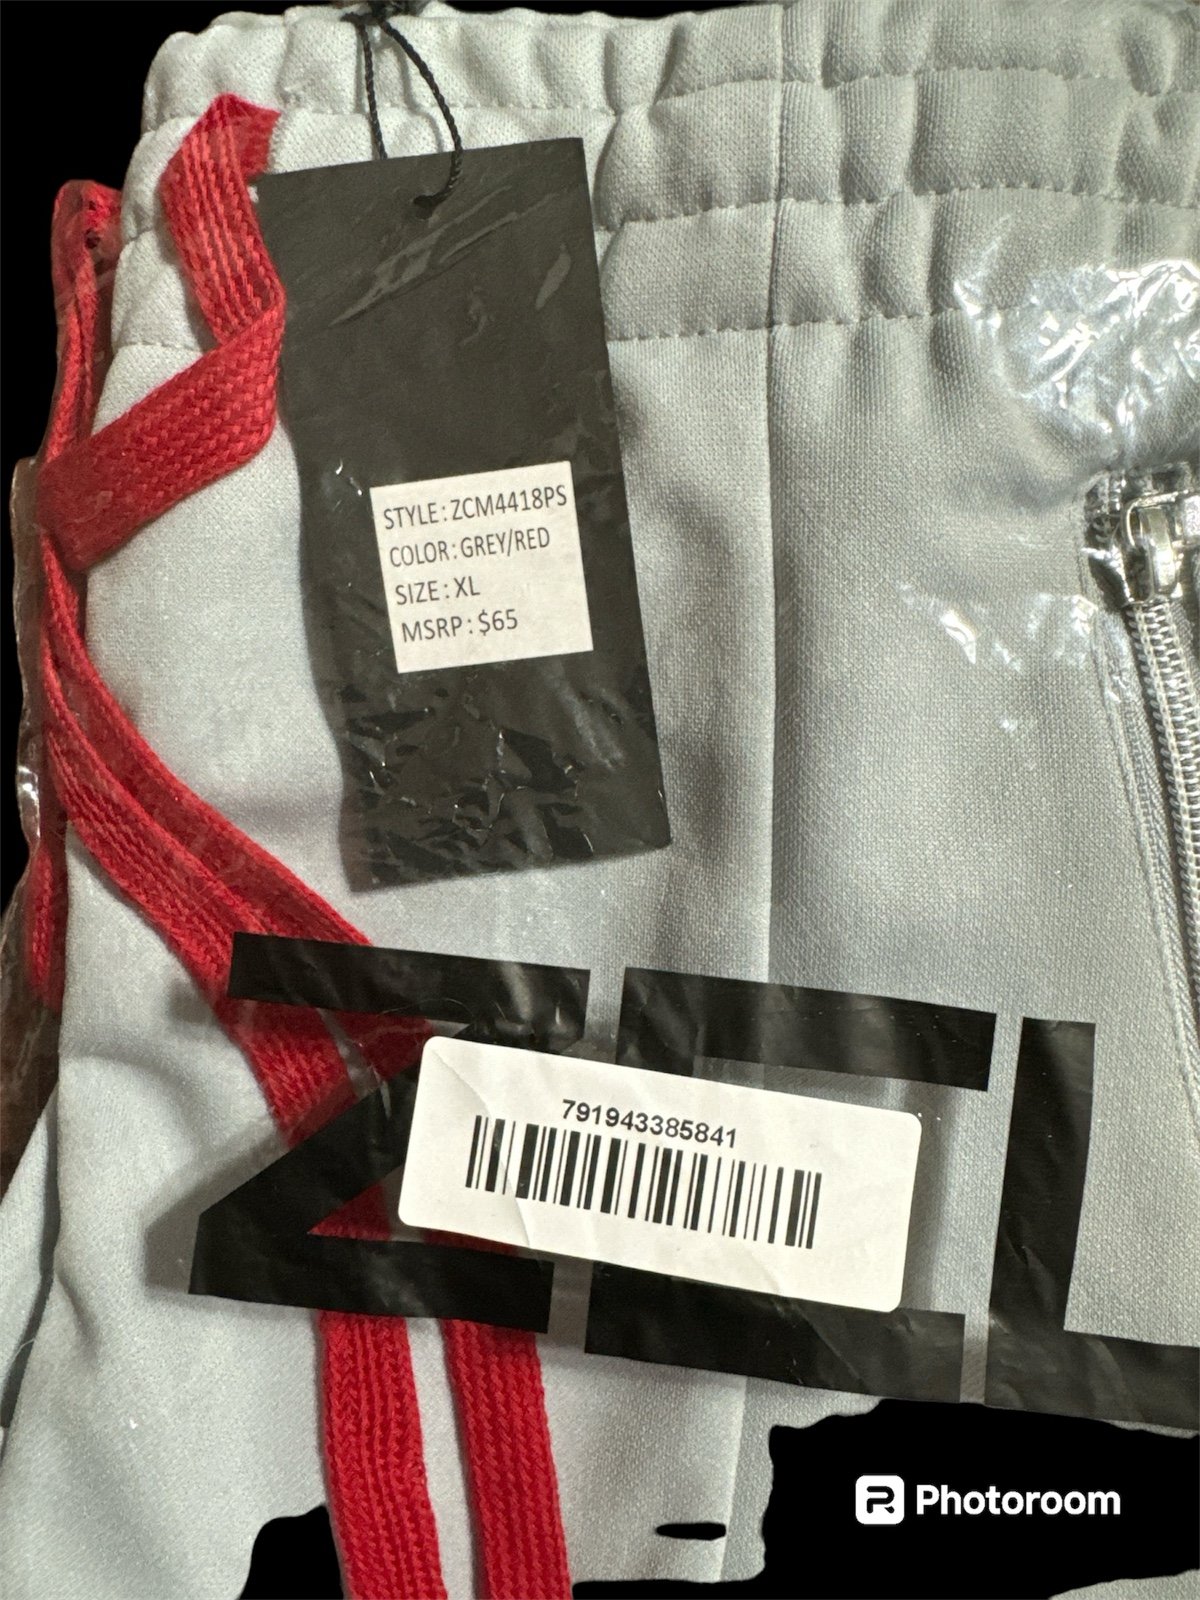 STYLE: ZCM4418PS
COLOR: GREY/RED
SIZE: XL
MSRP: $65
791943385841
Photoroom